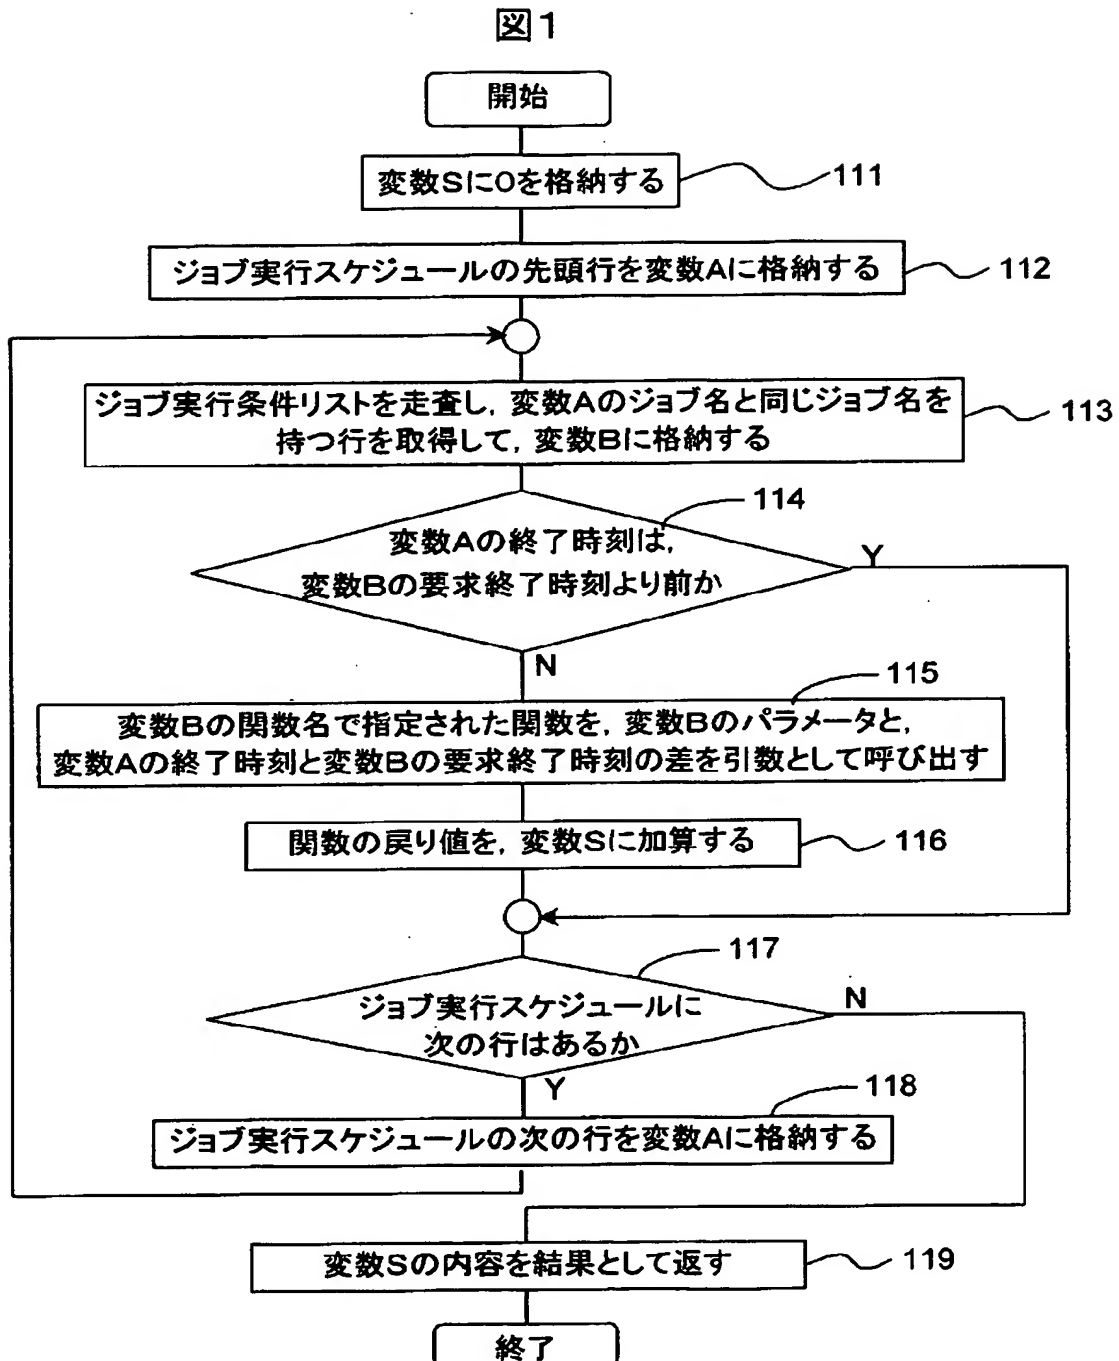 図1
開始
変数Sに0を格納する
111
ジョブ実行スケジュールの先頭行を変数Aに格納する
112
ジョブ実行条件リストを走査し, 変数Aのジョブ名と同じジョブ名を
持つ行を取得して, 変数Bに格納する
113
114
変数Aの終了時刻は,
変数Bの要求終了時刻より前か
Y
N
115
変数Bの関数名で指定された関数を, 変数Bのパラメータと,
変数Aの終了時刻と変数Bの要求終了時刻の差を引数として呼び出す
関数の戻り値を, 変数Sに加算する
116
117
ジョブ実行スケジュールに
次の行はあるか
N
Y
118
ジョブ実行スケジュールの次の行を変数Aに格納する
変数Sの内容を結果として返す
119
終了